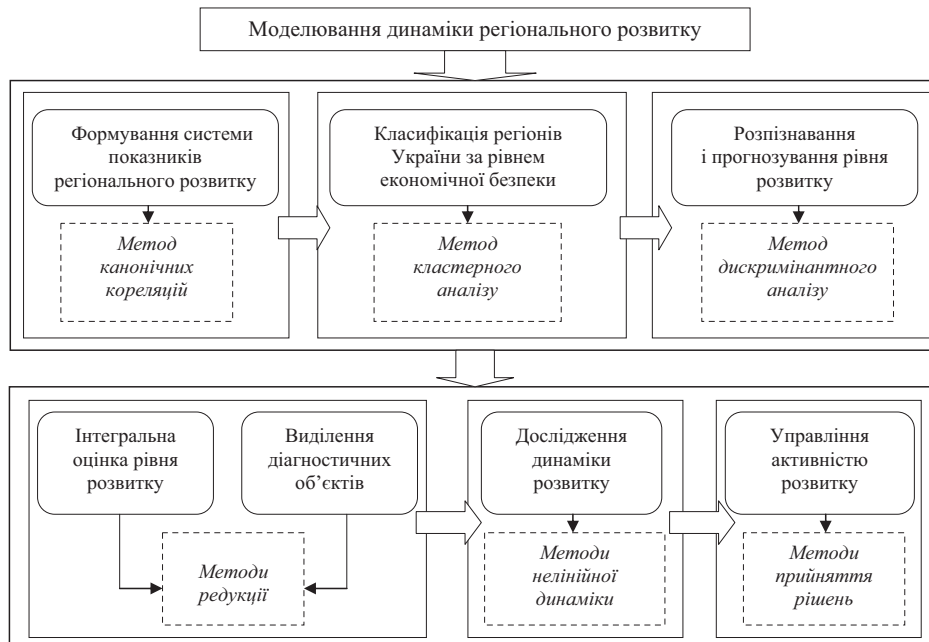 Моделювання динаміки регіонального розвитку
Формування системи
показників
регіонального розвитку
Метод
канонічних
кореляцій
Класифікація регіонів
України за рівнем
економічної безпеки
Метод
кластерного
аналізу
Розпізнавання
і прогнозування рівня
розвитку
Метод
дискримінантного
аналізу
Інтегральна
оцінка рівня
розвитку
Виділення
діагностичних
об’єктів
Методи
редукції
Дослідження
динаміки
розвитку
Методи
нелінійної
динаміки
Управління
активністю
розвитку
Методи
прийняття
рішень